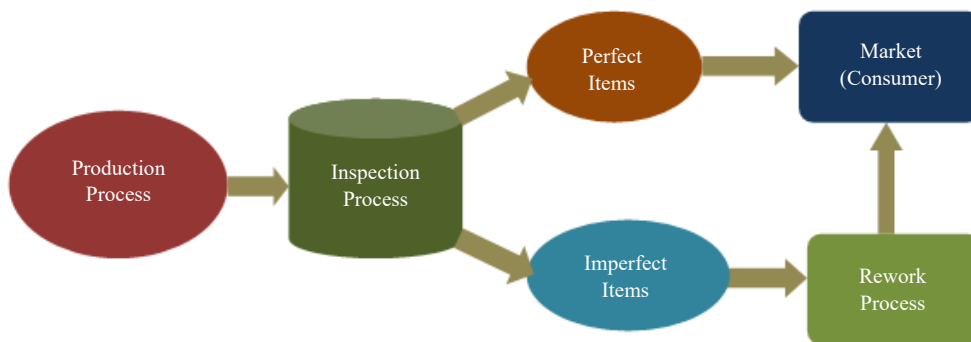 Production
Process
Inspection
Process
Perfect
Items
Market
(Consumer)
Imperfect
Items
Rework
Process